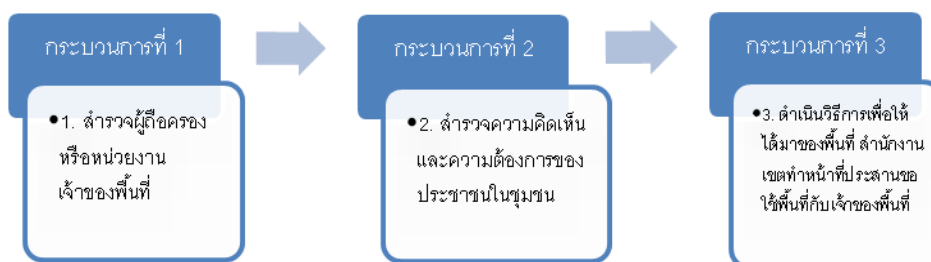 กระบวนการที่ 1
•1. สำรวจผู้ถือครอง
หรือหน่วยงาน
เจ้าของพื้นที่
กระบวนการที่ 2
•2. สำรวจความคิดเห็น
และความต้องการของ
ประชาชนในชุมชน
กระบวนการที่ 3
•3. ดำเนินวิธีการเพื่อให้
ได้มาของพื้นที่ สำนักงาน
เขตทำหน้าที่ประสานขอ
ใช้พื้นที่กับเจ้าของพื้นที่